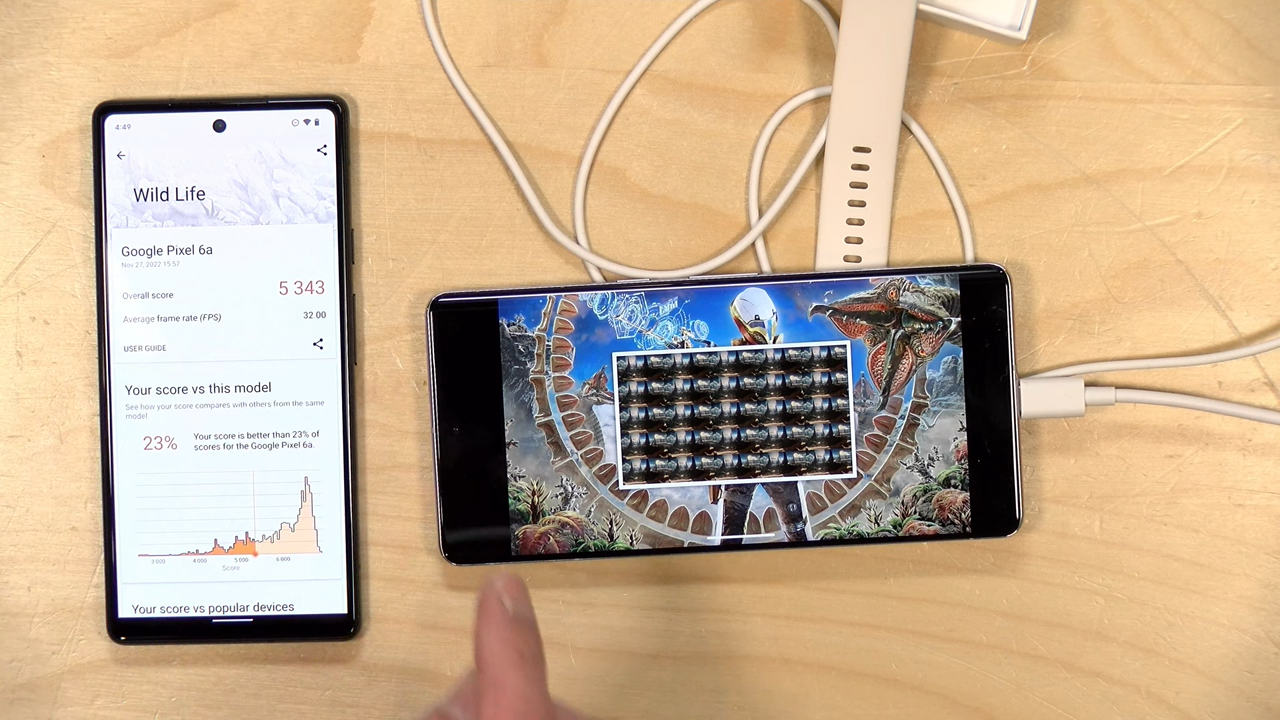 4:49
Wild Life
Google Pixel 6a
Nov 27, 2022 15:57
Overall score
5 343
Average frame rate (FPS)
32.00
USER GUIDE
Your score vs this model
See how your score compares with others from the same
model
23%
Your score is better than 23% of
scores for the Google Pixel 6a.
3 000 4 000 5 000 6 000
Score
Your score vs popular devices